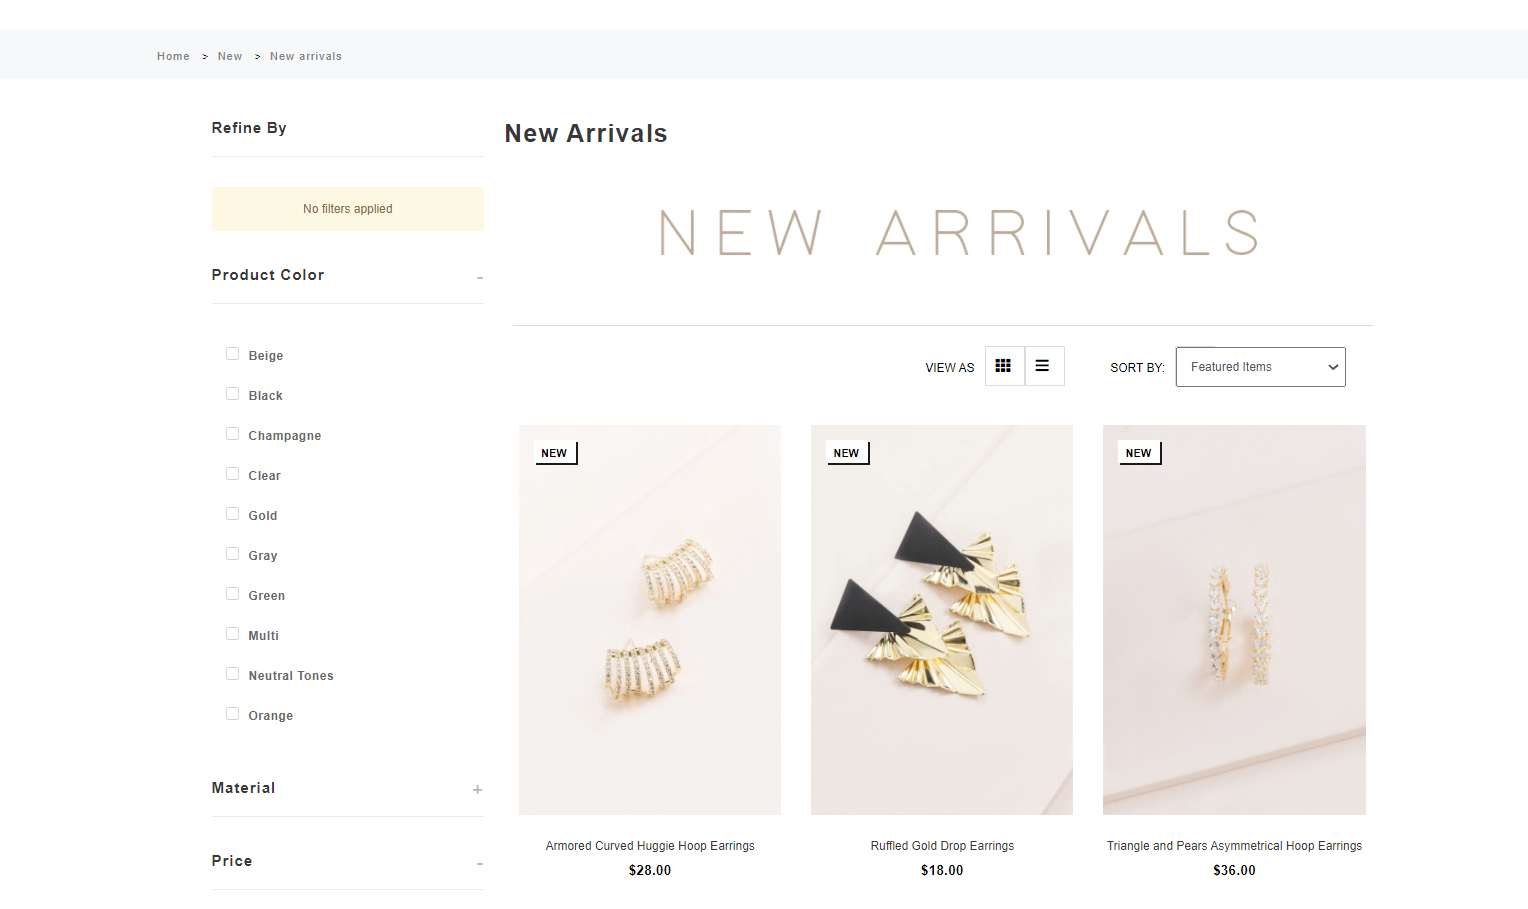 Home > New > New arrivals
Refine By
No filters applied
Product Color -
Beige
Black
Champagne
Clear
Gold
Gray
Green
Multi
Neutral Tones
Orange
Material +
Price -
New Arrivals
NEW ARRIVALS
VIEW AS
SORT BY: Featured Items
NEW
NEW
NEW
Armored Curved Huggie Hoop Earrings
$28.00
Ruffled Gold Drop Earrings
$18.00
Triangle and Pears Asymmetrical Hoop Earrings
$36.00